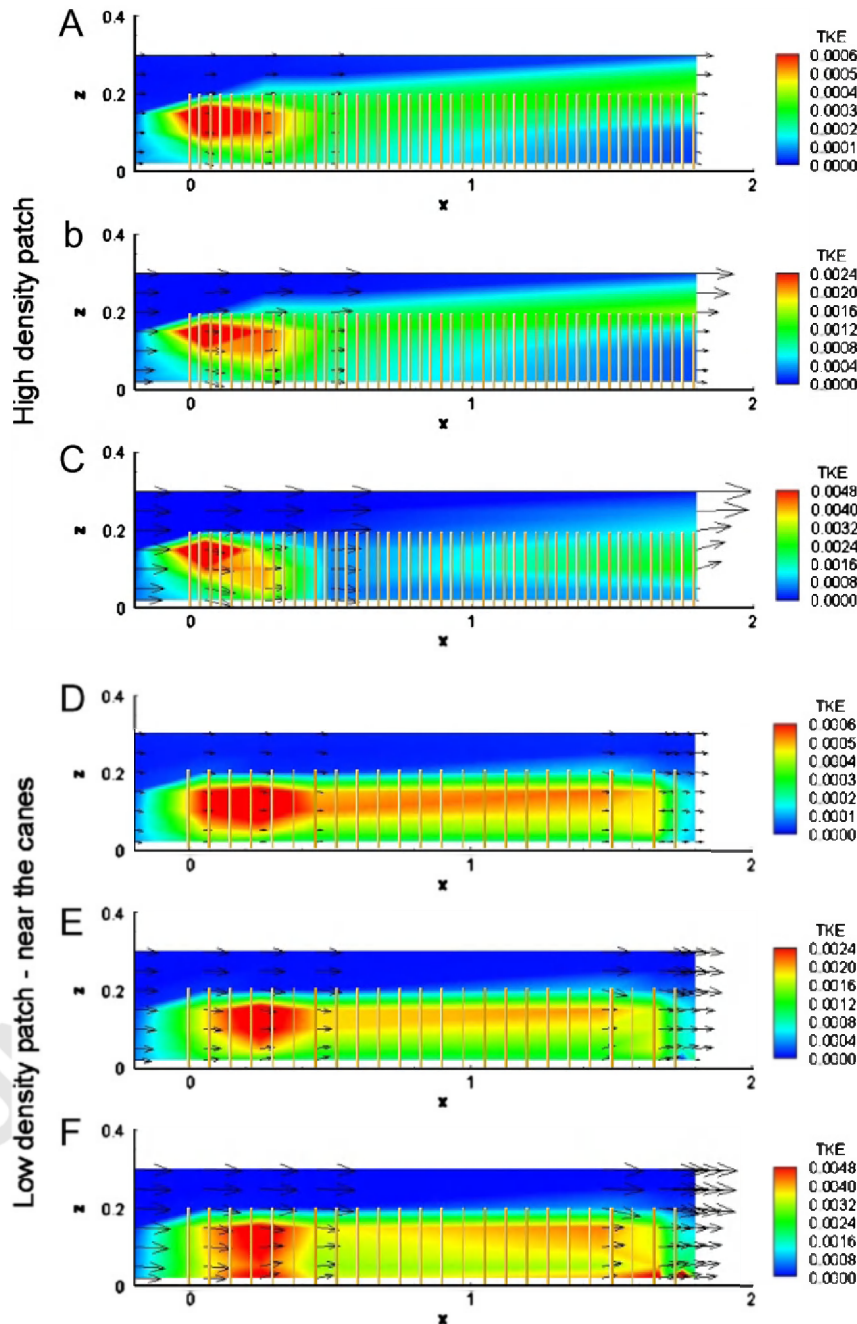 High density patch
A
z
0.4
0.2
0
0 1 2
x
TKE
0.0006
0.0005
0.0004
0.0003
0.0002
0.0001
0.0000
b
z
0.4
0.2
0
0 1 2
x
TKE
0.0024
0.0020
0.0016
0.0012
0.0008
0.0004
0.0000
C
z
0.4
0.2
0
0 1 2
x
TKE
0.0048
0.0040
0.0032
0.0024
0.0016
0.0008
0.0000
Low density patch - near the canes
D
z
0.4
0.2
0
0 1 2
x
TKE
0.0006
0.0005
0.0004
0.0003
0.0002
0.0001
0.0000
E
z
0.4
0.2
0
0 1 2
x
TKE
0.0024
0.0020
0.0016
0.0012
0.0008
0.0004
0.0000
F
z
0.4
0.2
0
0 1 2
x
TKE
0.0048
0.0040
0.0032
0.0024
0.0016
0.0008
0.0000